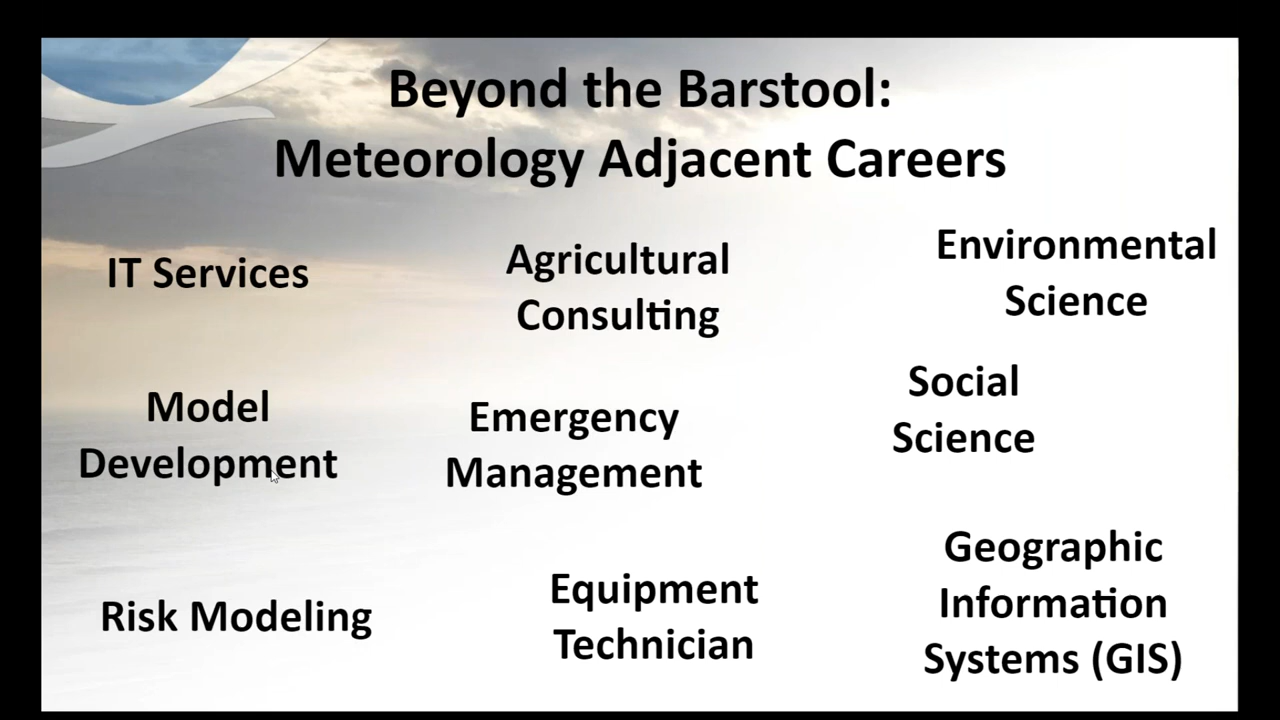 Beyond the Barstool:
Meteorology Adjacent Careers
IT Services
Agricultural
Consulting
Environmental
Science
Model
Development
Emergency
Management
Social
Science
Risk Modeling
Equipment
Technician
Geographic
Information
Systems (GIS)